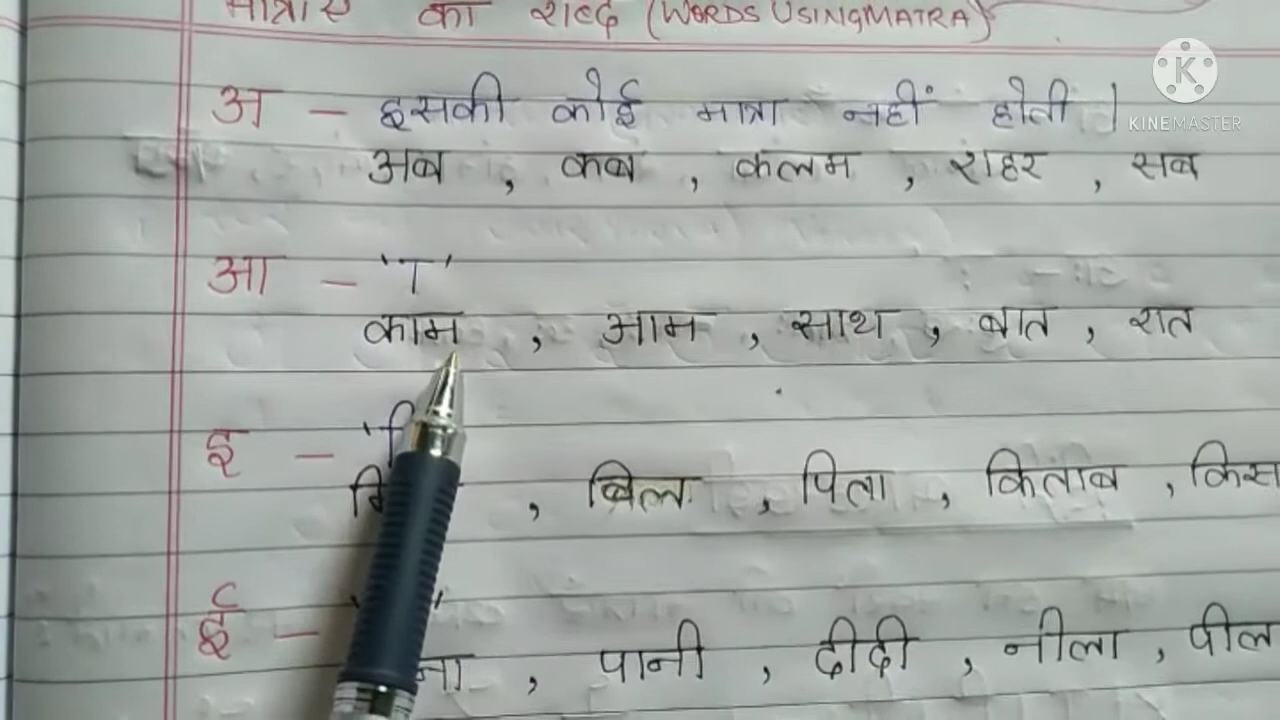 मात्राएँ का शब्द (WORDS USING MATRA)
अ – इसकी कोई मात्रा नहीं होती |
KINEMASTER
अब , कब , कलम , शहर , सब
आ – 'ा'
काम , आम , साथ , बात , रात
इ – 'ि
, बिल , पिला , किताब , किस
ई –
, पानी , दीदी , नीला , पील